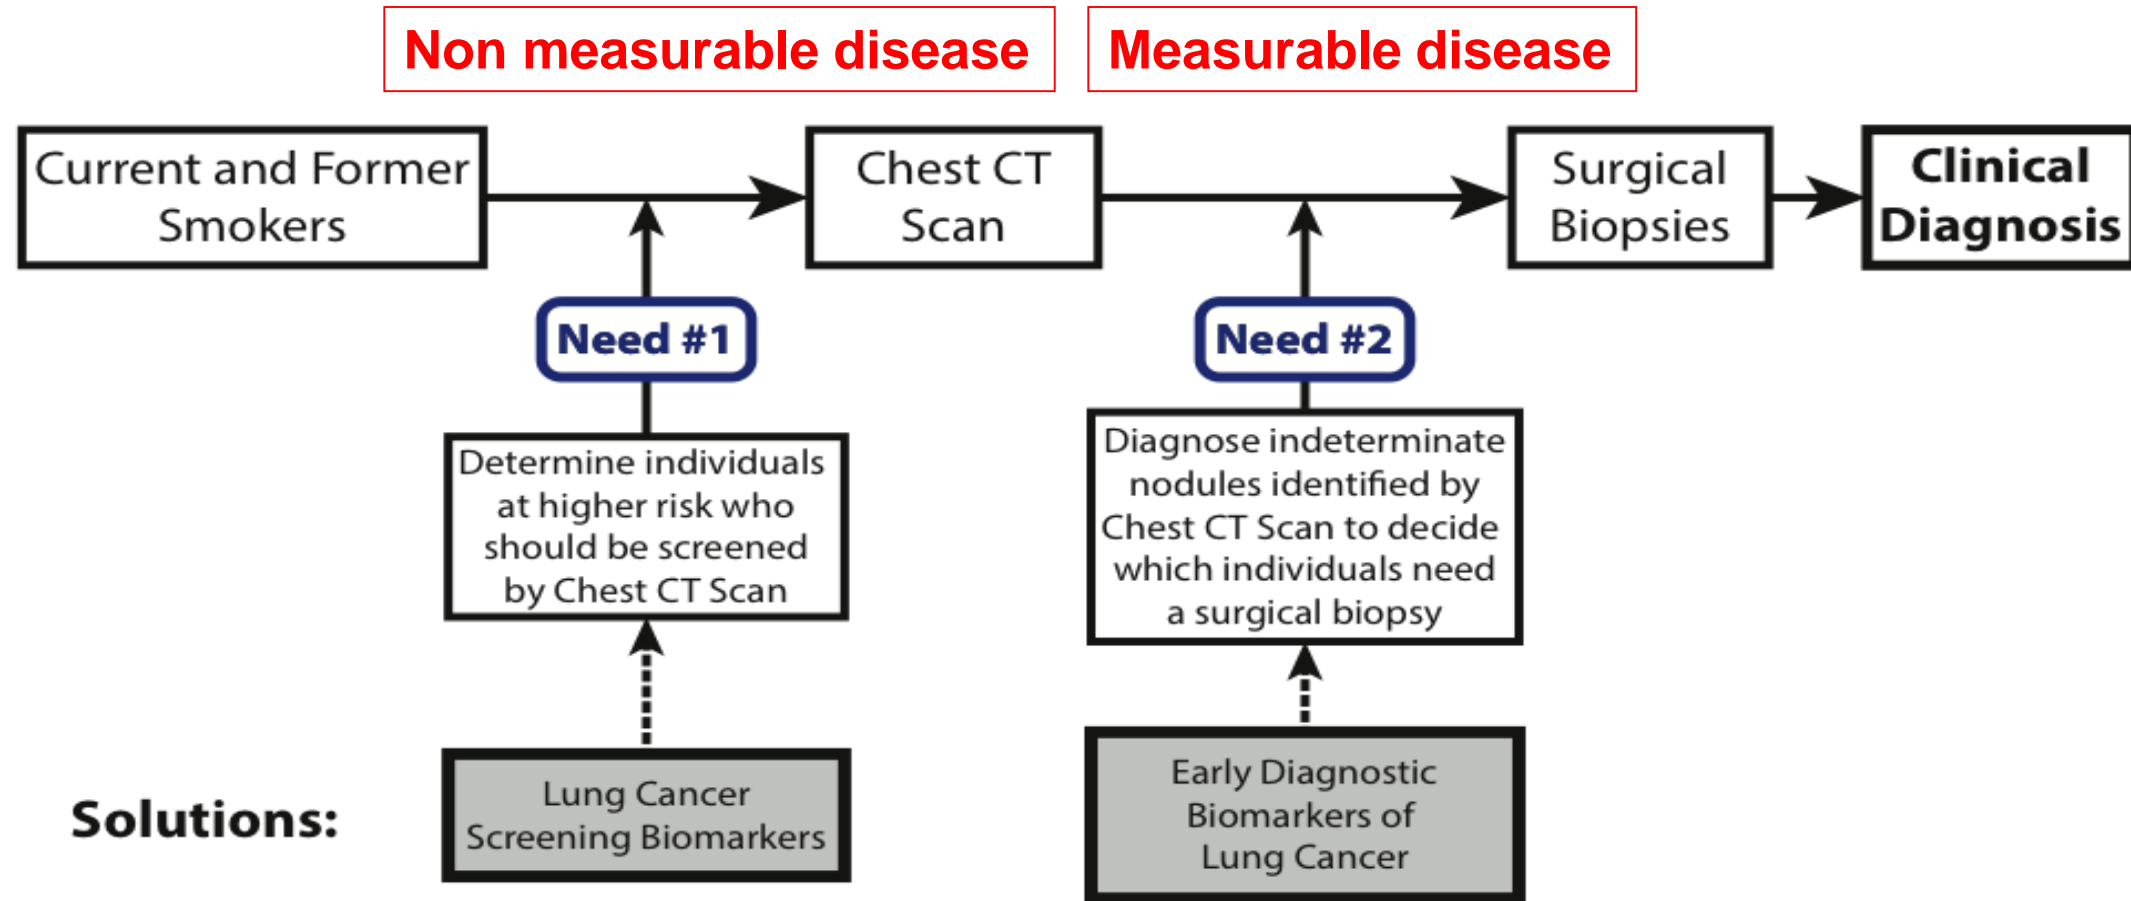 Non measurable disease
Measurable disease
Current and Former
Smokers
Chest CT
Scan
Surgical
Biopsies
Clinical
Diagnosis
Need #1
Need #2
Determine individuals
at higher risk who
should be screened
by Chest CT Scan
Diagnose indeterminate
nodules identified by
Chest CT Scan to decide
which individuals need
a surgical biopsy
Solutions:
Lung Cancer
Screening Biomarkers
Early Diagnostic
Biomarkers of
Lung Cancer